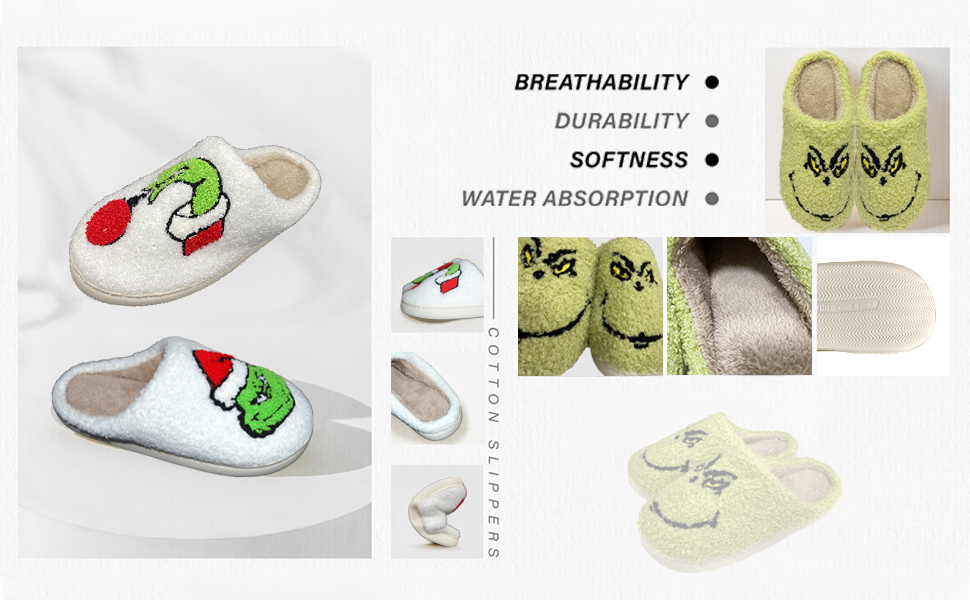 BREATHABILITY
DURABILITY
SOFTNESS
WATER ABSORPTION
COTTON SLIPPERS